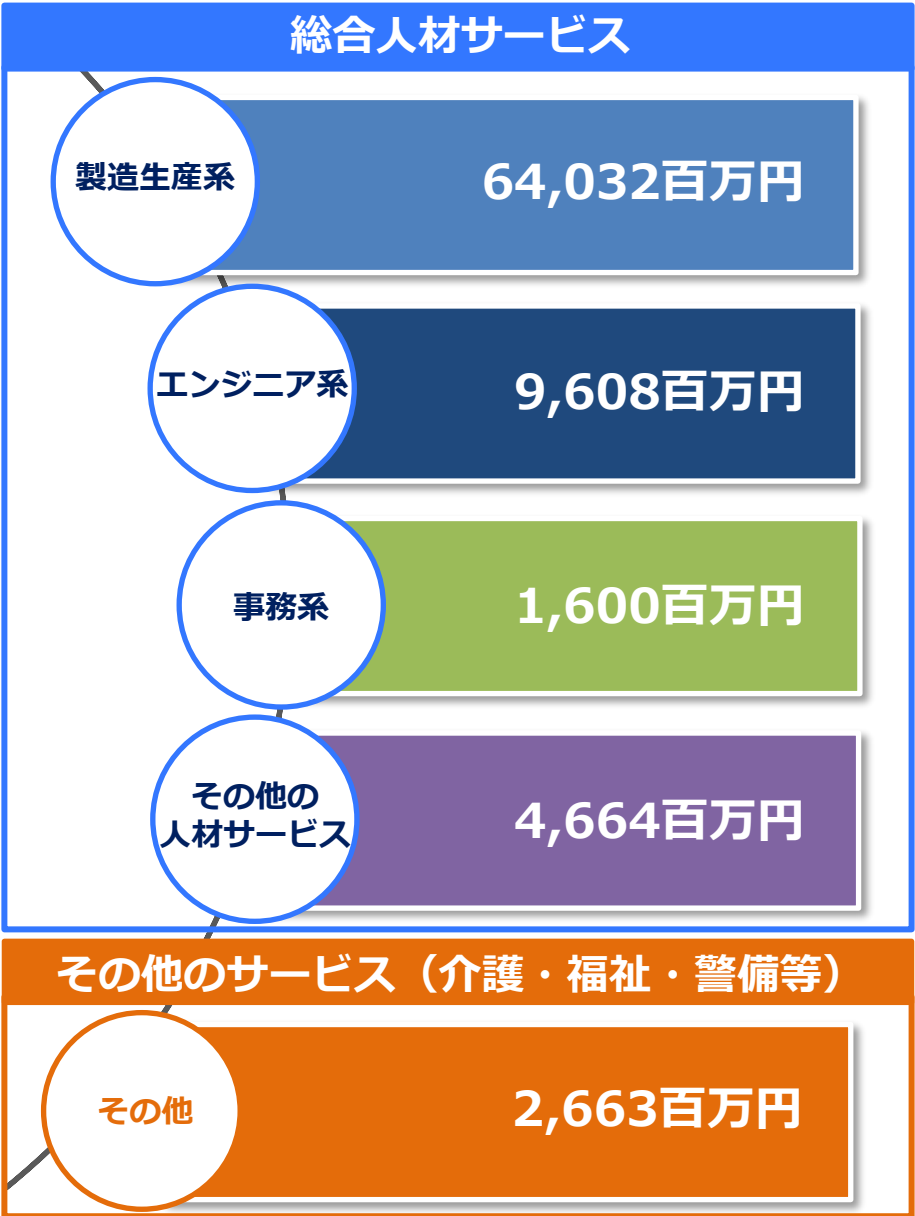 総合人材サービス
製造生産系
64,032百万円
エンジニア系
9,608百万円
事務系
1,600百万円
その他の
人材サービス
4,664百万円
その他のサービス（介護・福祉・警備等）
その他
2,663百万円